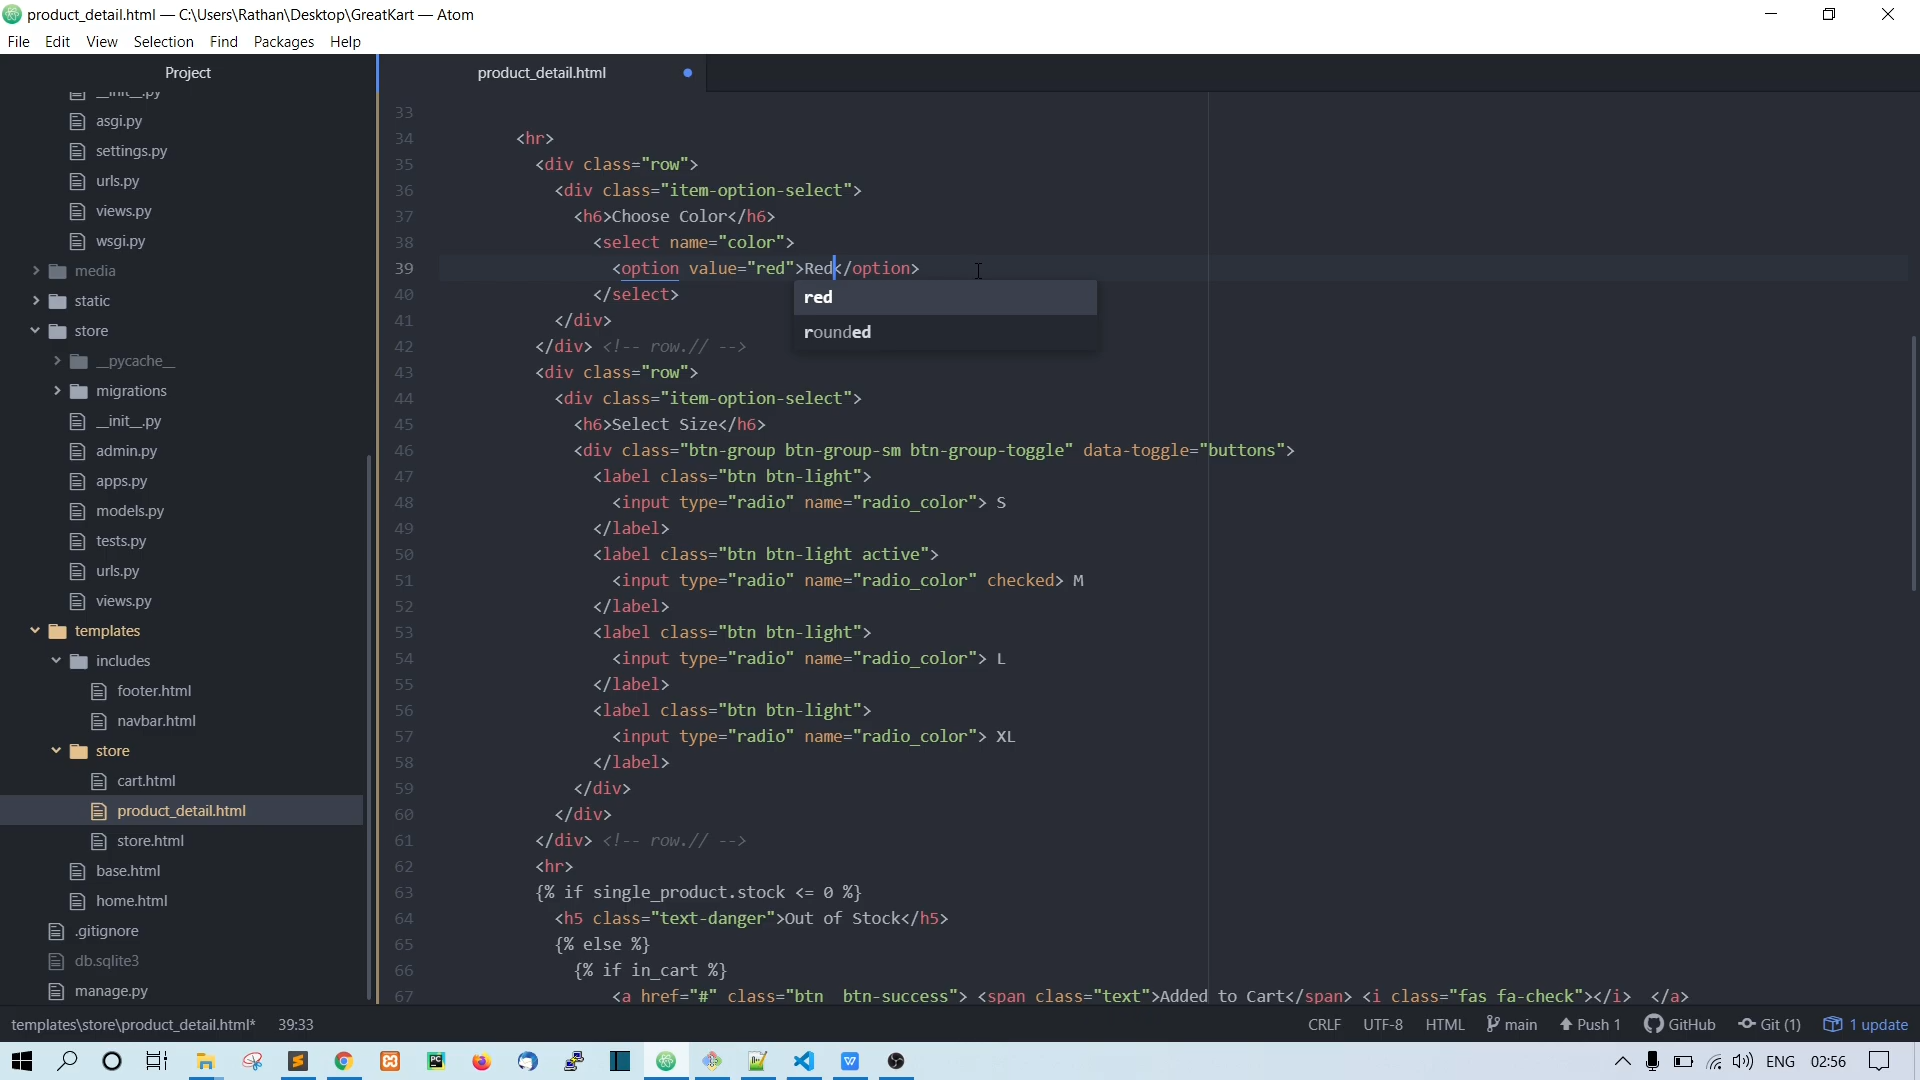 product_detail.html — C:\Users\Rathan\Desktop\GreatKart — Atom
File Edit View Selection Find Packages Help
Project
product_detail.html
__init__.py
asgi.py
settings.py
urls.py
views.py
wsgi.py
media
static
store
__pycache__
migrations
__init__.py
admin.py
apps.py
models.py
tests.py
urls.py
views.py
templates
includes
footer.html
navbar.html
store
cart.html
product_detail.html
store.html
base.html
home.html
.gitignore
db.sqlite3
manage.py
33
34 <hr>
35 <div class="row">
36 <div class="item-option-select">
37 <h6>Choose Color</h6>
38 <select name="color">
39 <option value="red">Red</option>
40 </select>
red
rounded
41 </div>
42 </div> <!-- row.// -->
43 <div class="row">
44 <div class="item-option-select">
45 <h6>Select Size</h6>
46 <div class="btn-group btn-group-sm btn-group-toggle" data-toggle="buttons">
47 <label class="btn btn-light">
48 <input type="radio" name="radio_color"> S
49 </label>
50 <label class="btn btn-light active">
51 <input type="radio" name="radio_color" checked> M
52 </label>
53 <label class="btn btn-light">
54 <input type="radio" name="radio_color"> L
55 </label>
56 <label class="btn btn-light">
57 <input type="radio" name="radio_color"> XL
58 </label>
59 </div>
60 </div>
61 </div> <!-- row.// -->
62 <hr>
63 {% if single_product.stock <= 0 %}
64 <h5 class="text-danger">Out of Stock</h5>
65 {% else %}
66 {% if in_cart %}
67 <a href="#" class="btn  btn-success"> <span class="text">Added to Cart</span> <i class="fas fa-check"></i>  </a>
templates\store\product_detail.html* 39:33
CRLF UTF-8 HTML main Push 1 GitHub Git (1) 1 update
ENG 02:56